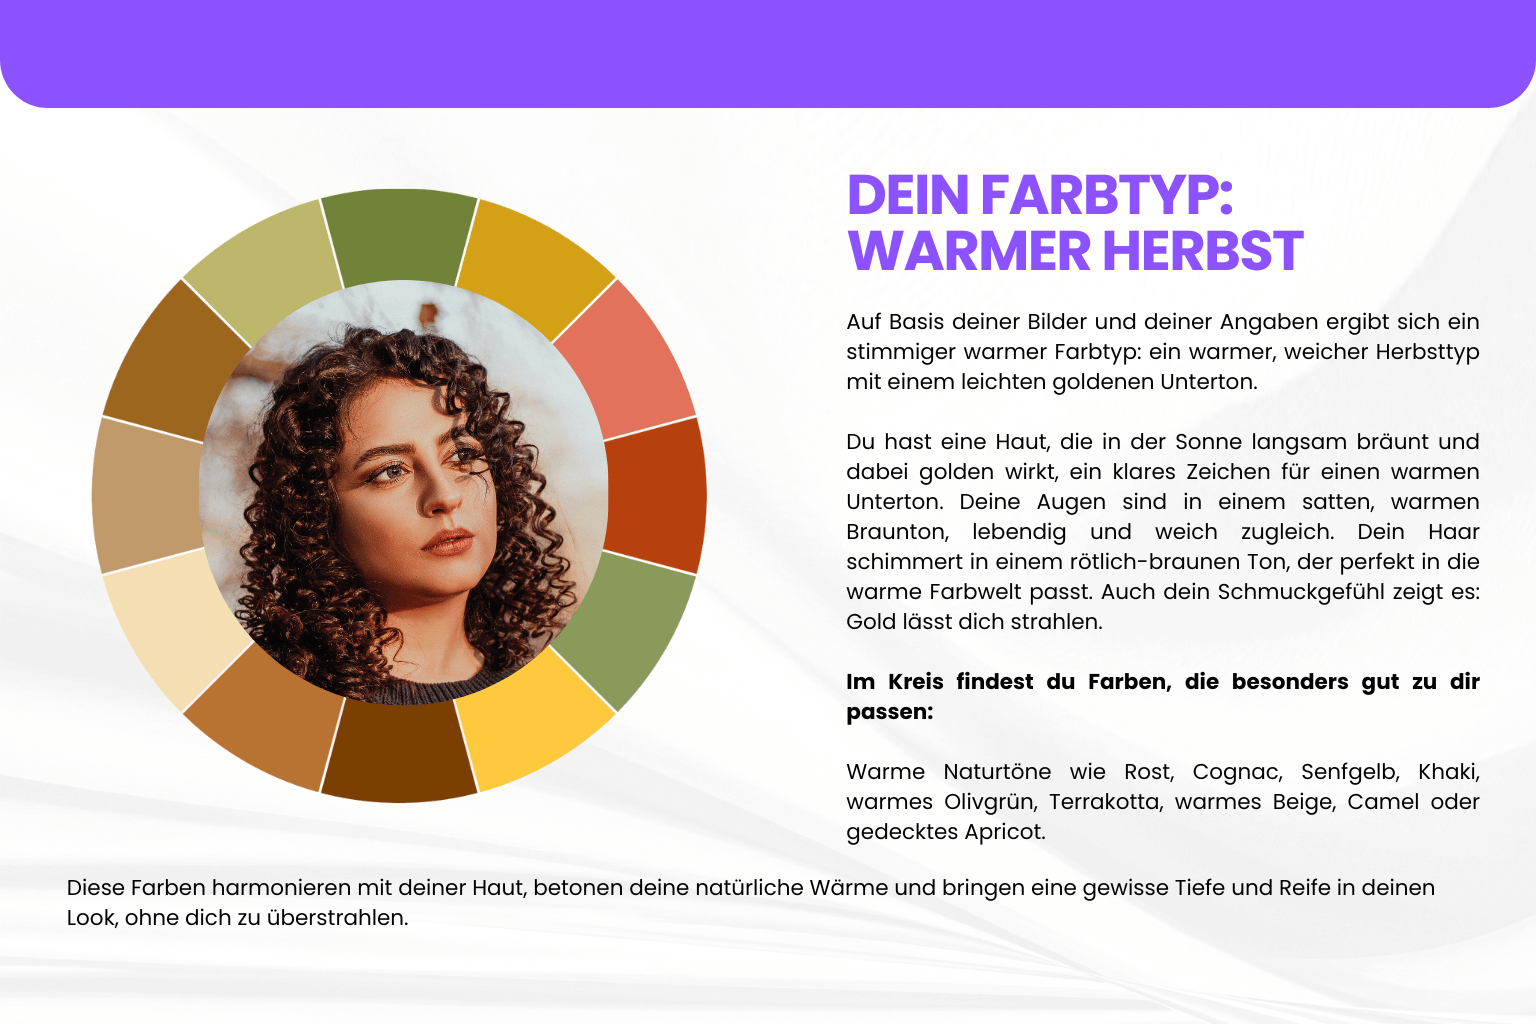 DEIN FARBTYP:
WARMER HERBST
Auf Basis deiner Bilder und deiner Angaben ergibt sich ein
stimmiger warmer Farbtyp: ein warmer, weicher Herbsttyp
mit einem leichten goldenen Unterton.
Du hast eine Haut, die in der Sonne langsam bräunt und
dabei golden wirkt, ein klares Zeichen für einen warmen
Unterton. Deine Augen sind in einem satten, warmen
Braunton, lebendig und weich zugleich. Dein Haar
schimmert in einem rötlich-braunen Ton, der perfekt in die
warme Farbwelt passt. Auch dein Schmuckgefühl zeigt es:
Gold lässt dich strahlen.
Im Kreis findest du Farben, die besonders gut zu dir
passen:
Warme Naturtöne wie Rost, Cognac, Senfgelb, Khaki,
warmes Olivgrün, Terrakotta, warmes Beige, Camel oder
gedecktes Apricot.
Diese Farben harmonieren mit deiner Haut, betonen deine natürliche Wärme und bringen eine gewisse Tiefe und Reife in deinen
Look, ohne dich zu überstrahlen.